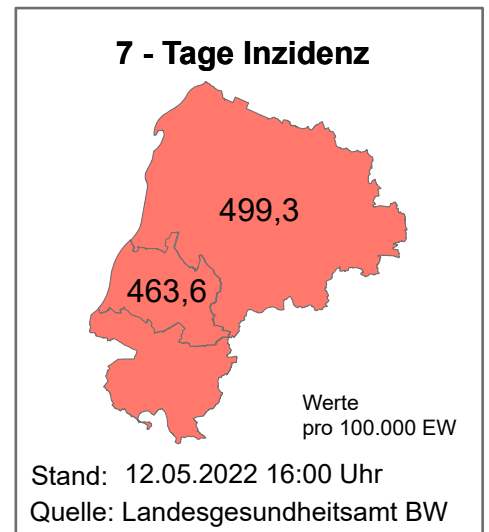 7 - Tage Inzidenz
499,3
463,6
Werte
pro 100.000 EW
Stand: 12.05.2022 16:00 Uhr
Quelle: Landesgesundheitsamt BW